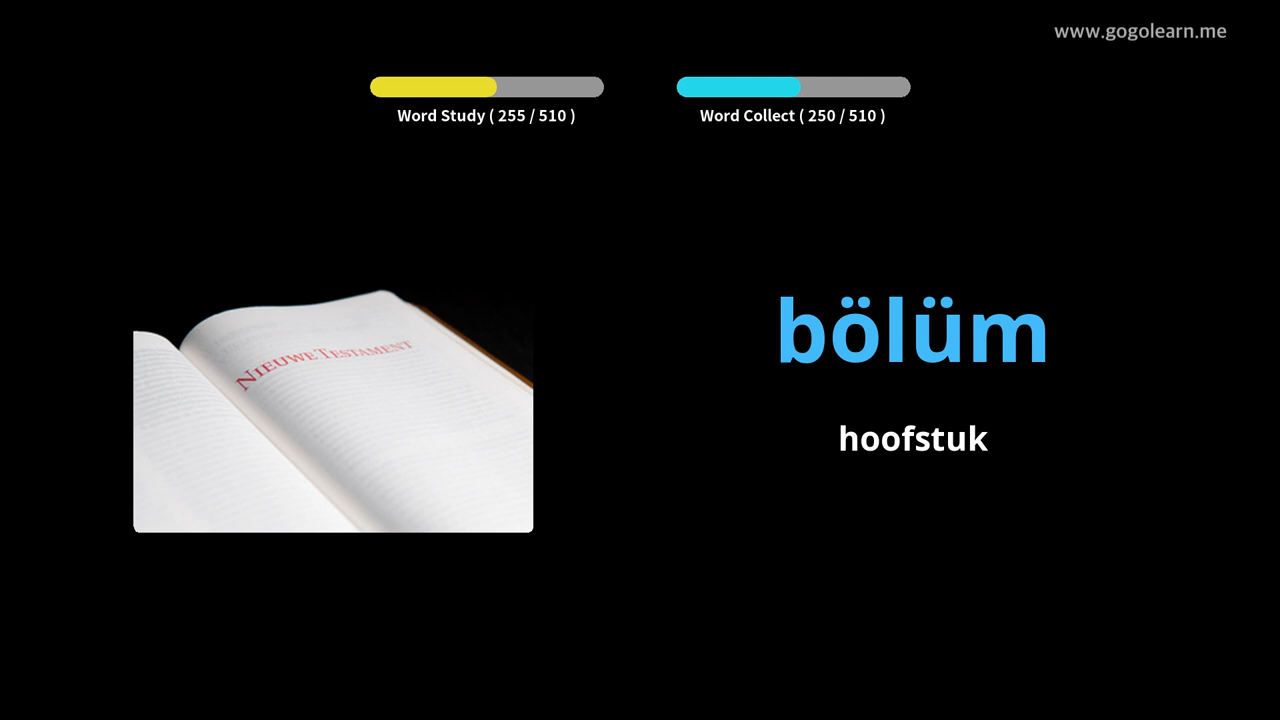 www.gogolearn.me
Word Study ( 255 / 510 )
Word Collect ( 250 / 510 )
NIEUWE TESTAMENT
bölüm
hoofstuk